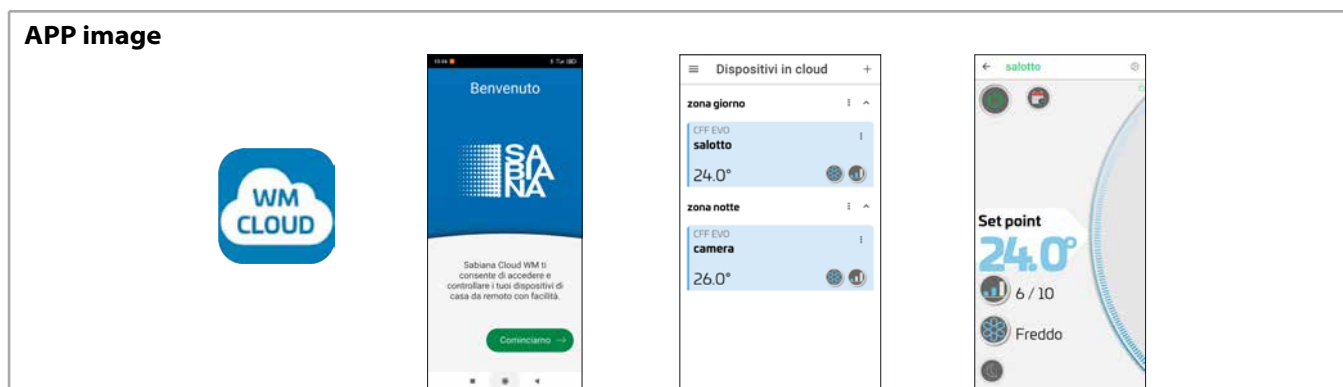 APP image
WM
CLOUD
Benvenuto
SA
BIA
NA
Sabiana Cloud WM ti
consente di accedere e
controllare i tuoi dispositivi di
casa da remoto con facilità.
Cominciamo →
Dispositivi in cloud +
zona giorno
CFF EVO
salotto
24.0°
zona notte
CFF EVO
camera
26.0°
← salotto
Set point
24.0°
6 / 10
Freddo